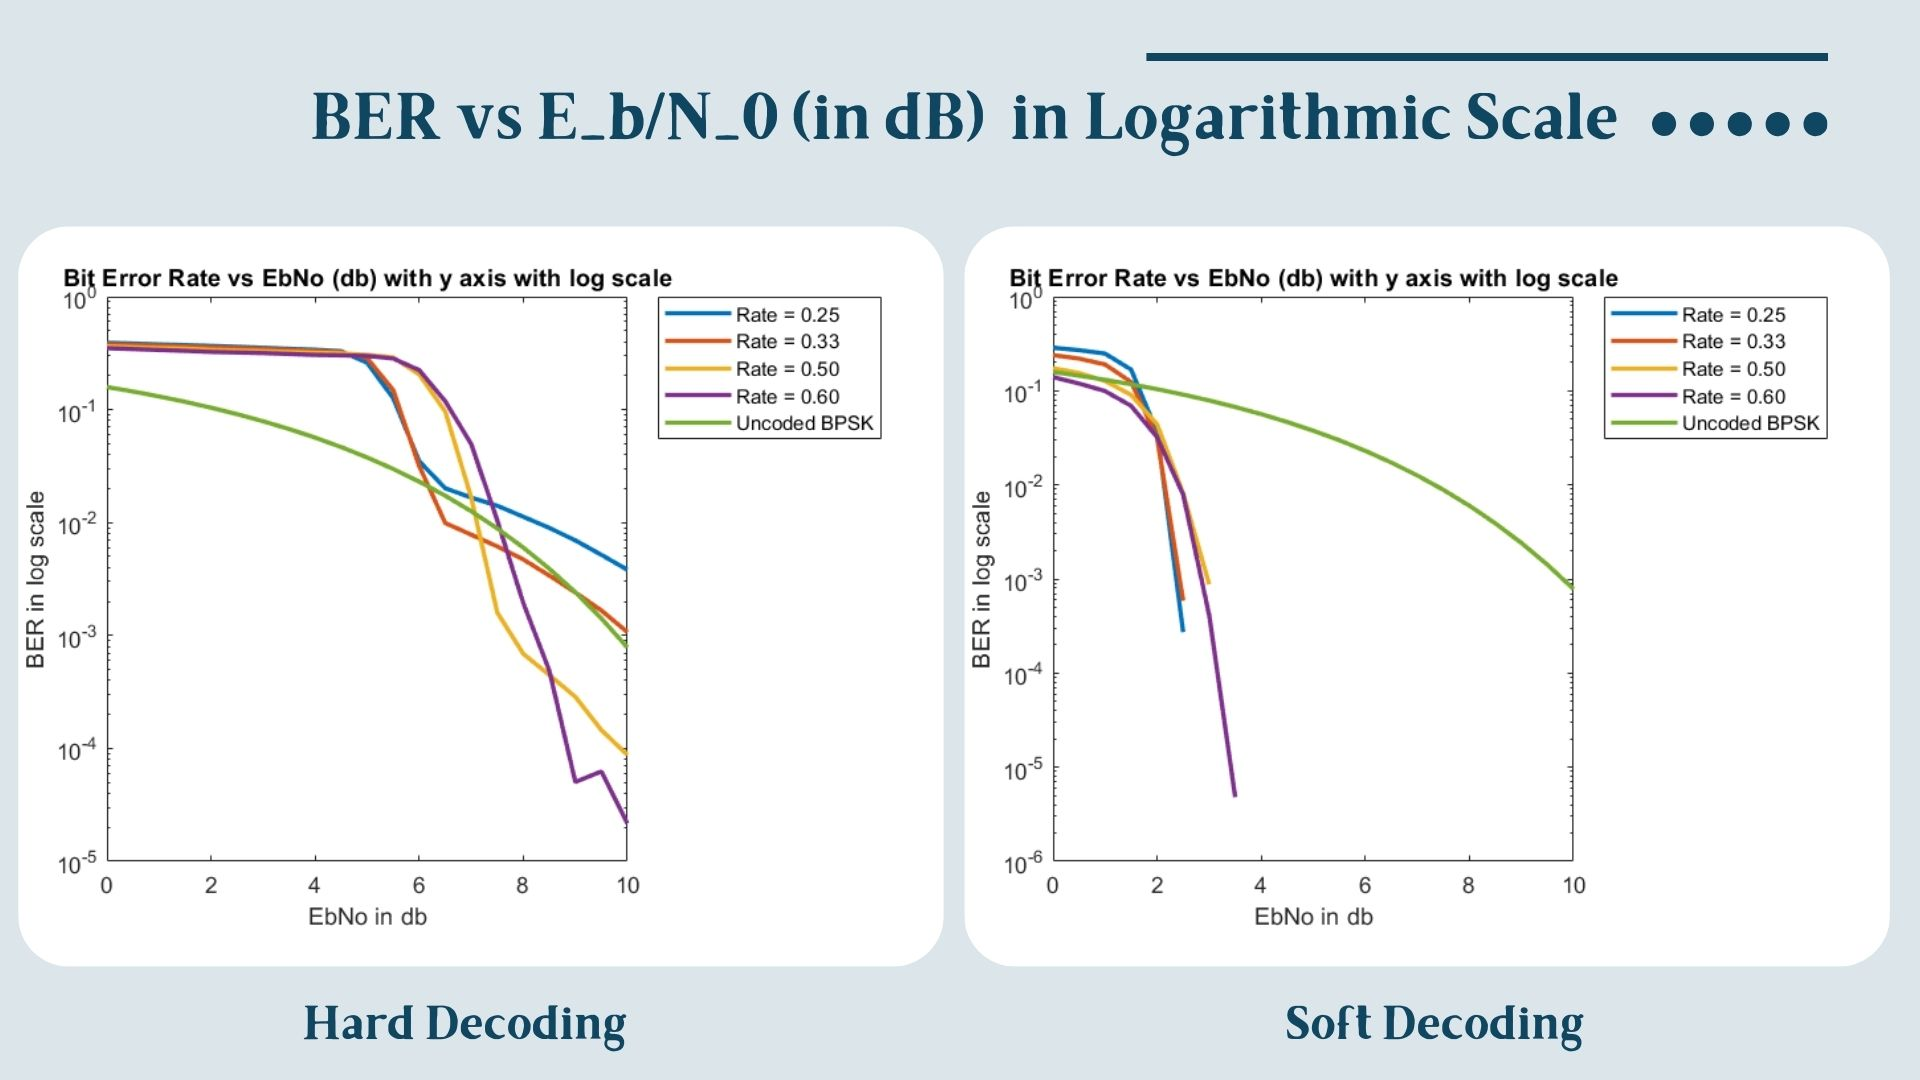 BER vs E_b/N_0 (in dB) in Logarithmic Scale
Bit Error Rate vs EbNo (db) with y axis with log scale
10^0
10^-1
10^-2
10^-3
10^-4
10^-5
BER in log scale
0 2 4 6 8 10
EbNo in db
Rate = 0.25
Rate = 0.33
Rate = 0.50
Rate = 0.60
Uncoded BPSK
Hard Decoding
Bit Error Rate vs EbNo (db) with y axis with log scale
10^0
10^-1
10^-2
10^-3
10^-4
10^-5
10^-6
BER in log scale
0 2 4 6 8 10
EbNo in db
Rate = 0.25
Rate = 0.33
Rate = 0.50
Rate = 0.60
Uncoded BPSK
Soft Decoding